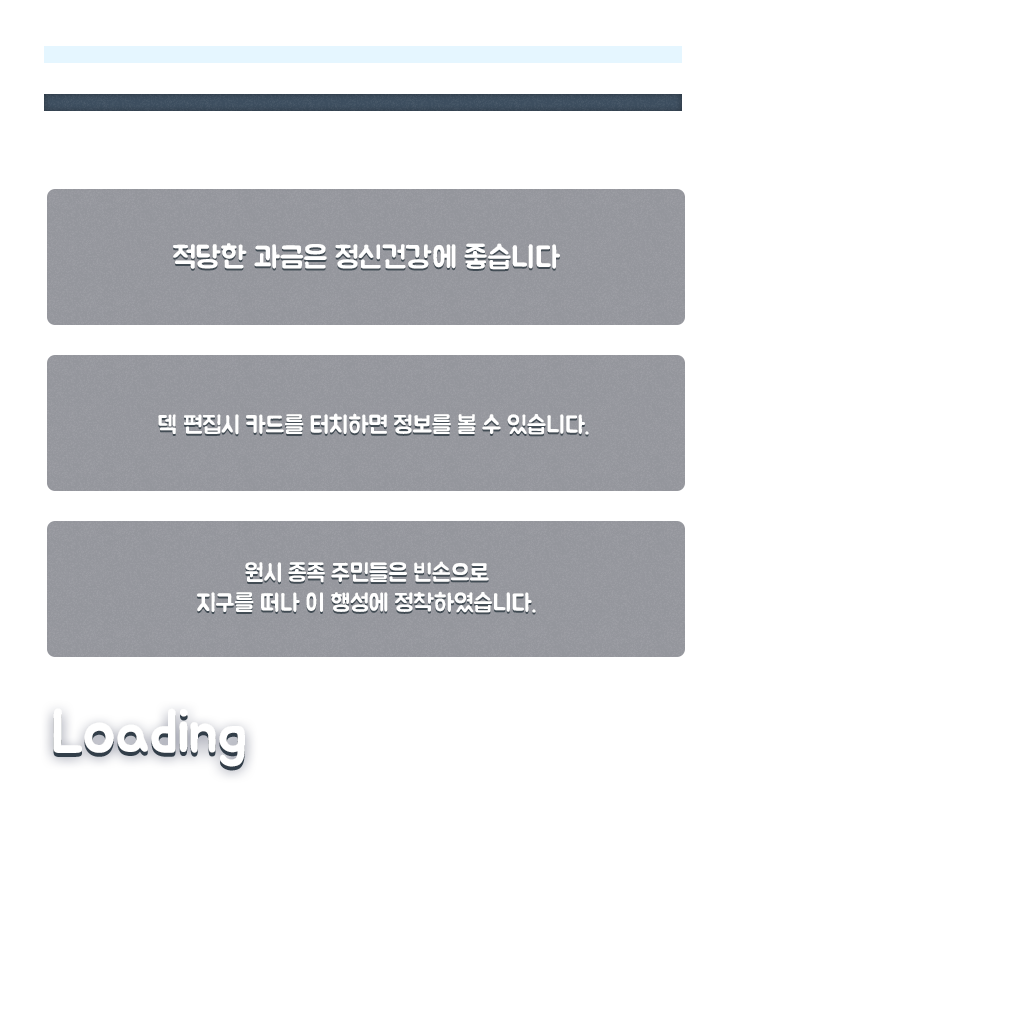 적당한 과금은 정신건강에 좋습니다
덱 편집시 카드를 터치하면 정보를 볼 수 있습니다.
원시 종족 주민들은 빈손으로
지구를 떠나 이 행성에 정착하였습니다.
Loading